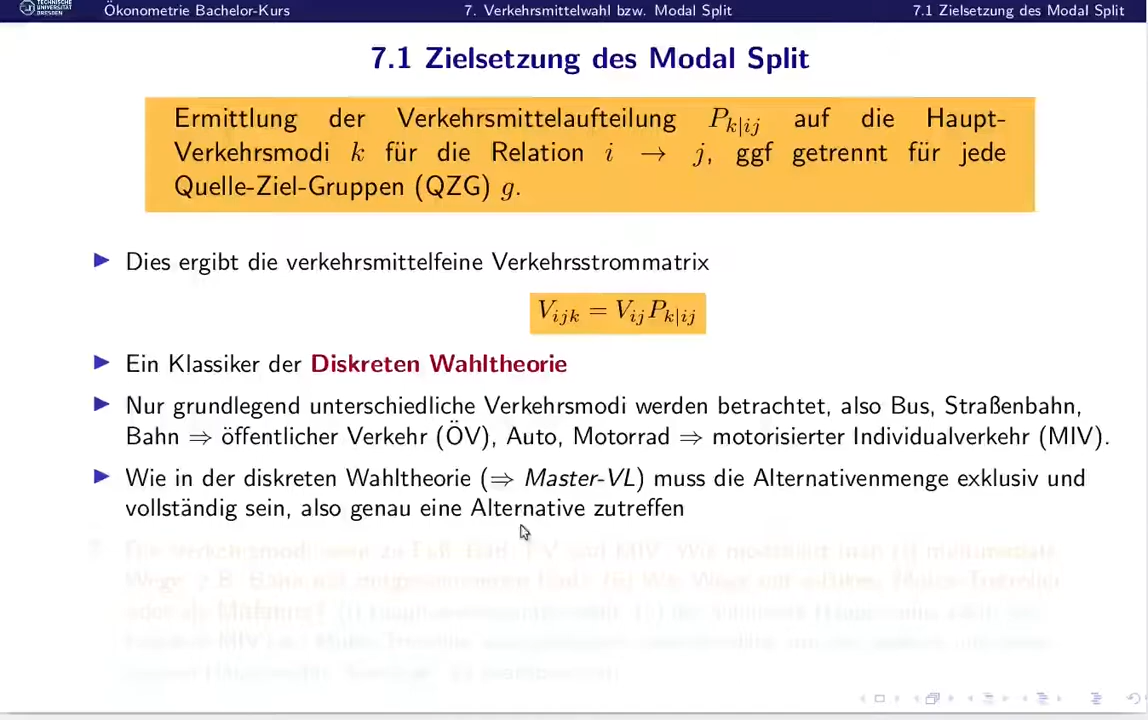 TECHNISCHE
UNIVERSITÄT
DRESDEN
Ökonometrie Bachelor-Kurs
7. Verkehrsmittelwahl bzw. Modal Split
7.1 Zielsetzung des Modal Split
7.1 Zielsetzung des Modal Split
Ermittlung der Verkehrsmittelaufteilung P_{k|ij} auf die Haupt-
Verkehrsmodi k für die Relation i → j, ggf getrennt für jede
Quelle-Ziel-Gruppen (QZG) g.
Dies ergibt die verkehrsmittelfeine Verkehrsstrommatrix
V_{ijk} = V_{ij} P_{k|ij}
Ein Klassiker der Diskreten Wahltheorie
Nur grundlegend unterschiedliche Verkehrsmodi werden betrachtet, also Bus, Straßenbahn,
Bahn ⇒ öffentlicher Verkehr (ÖV), Auto, Motorrad ⇒ motorisierter Individualverkehr (MIV).
Wie in der diskreten Wahltheorie (⇒ Master-VL) muss die Alternativenmenge exklusiv und
vollständig sein, also genau eine Alternative zutreffen